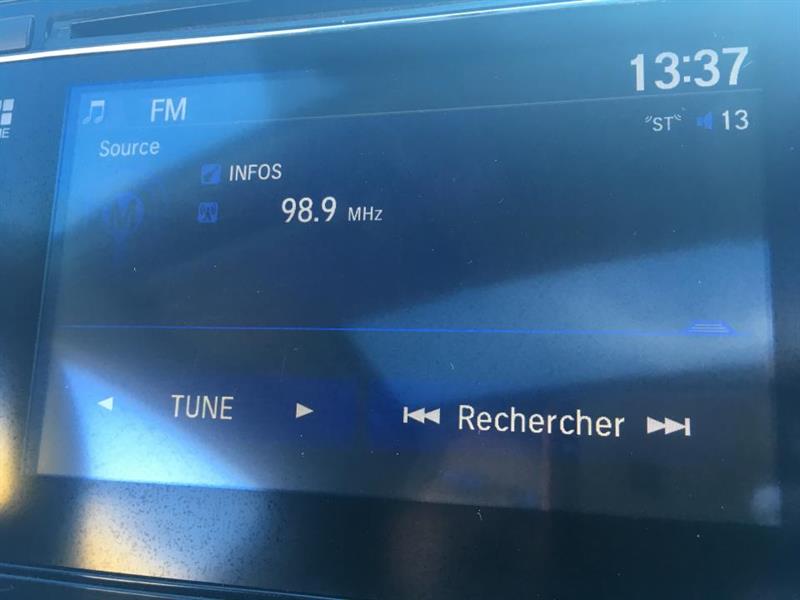 13:37
FM
"ST" 13
Source
INFOS
98.9 MHz
TUNE
Rechercher